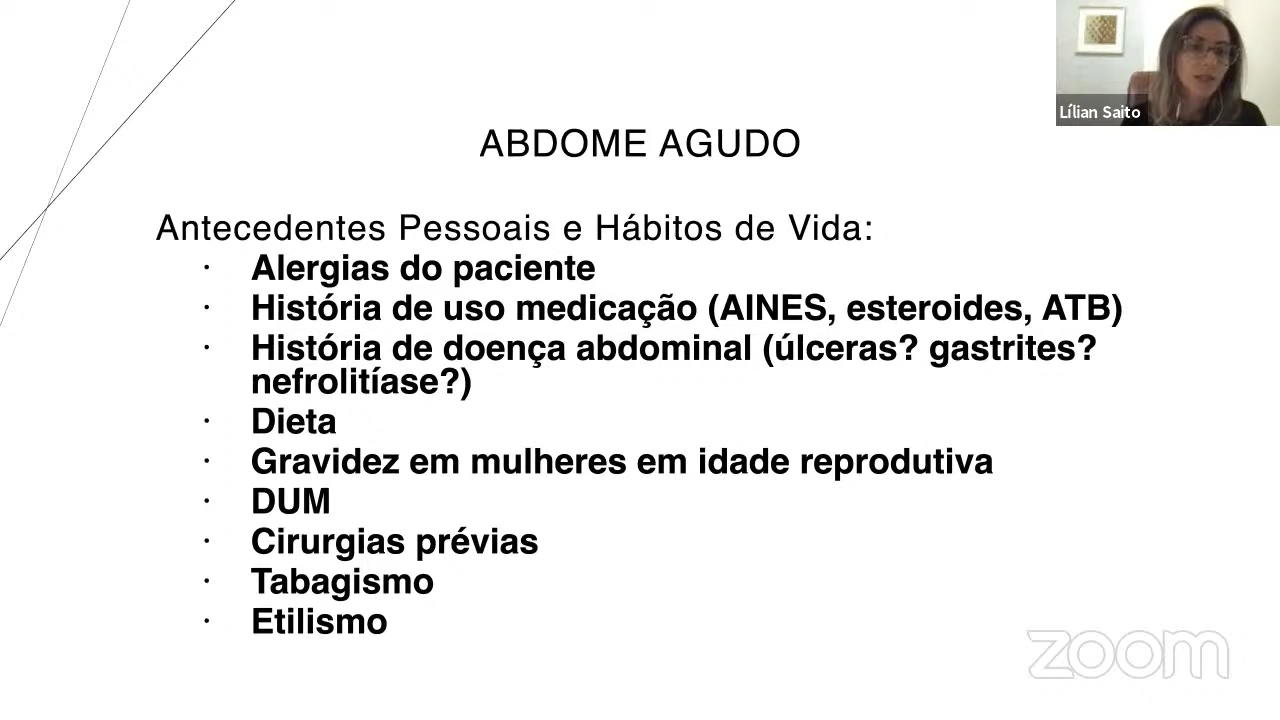 Lílian Saito
ABDOME AGUDO
Antecedentes Pessoais e Hábitos de Vida:
· Alergias do paciente
· História de uso medicação (AINES, esteroides, ATB)
· História de doença abdominal (úlceras? gastrites?
nefrolitíase?)
· Dieta
· Gravidez em mulheres em idade reprodutiva
· DUM
· Cirurgias prévias
· Tabagismo
· Etilismo
zoom